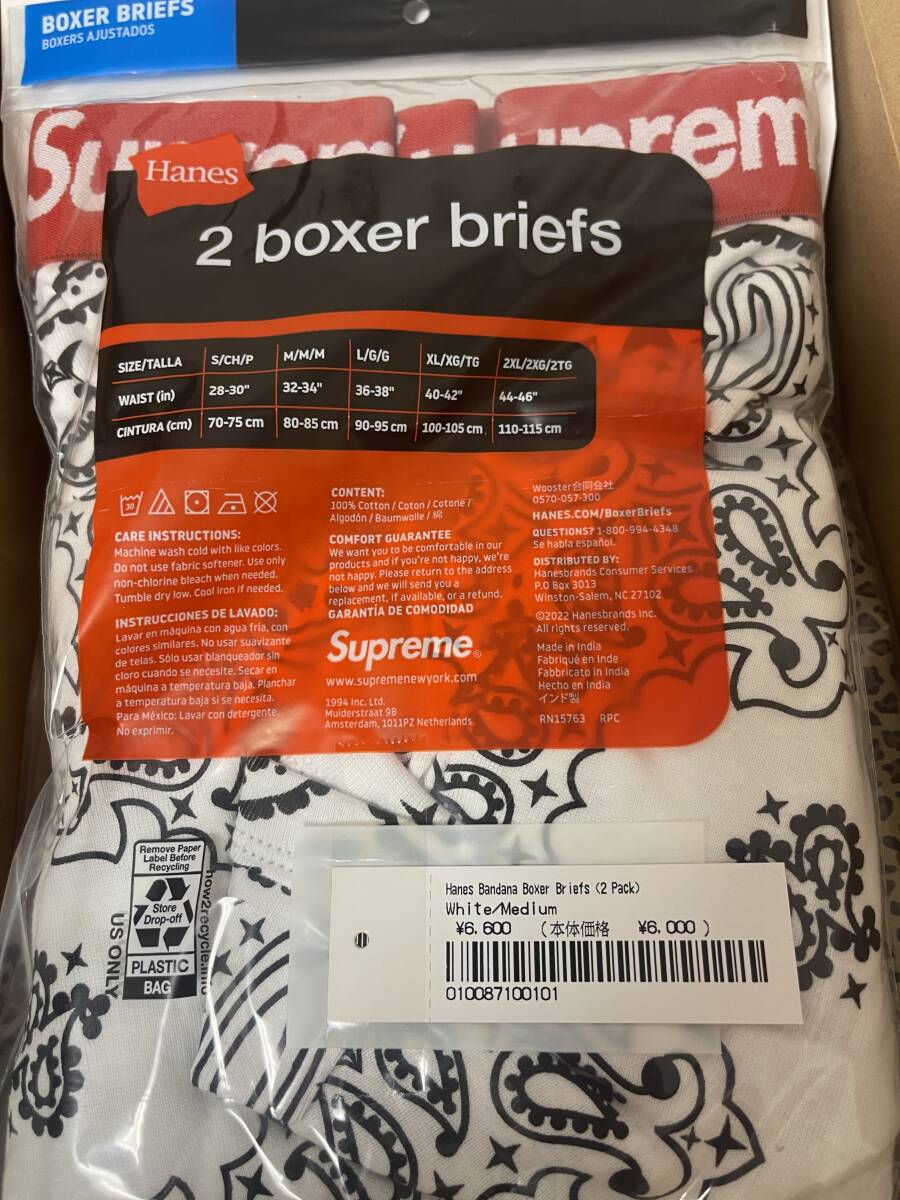 BOXER BRIEFS
BOXERS AJUSTADOS
Suprem
uprem
Hanes
2 boxer briefs
SIZE/TALLA S/CH/P M/M/M L/G/G XL/XG/TG 2XL/2XG/2TG
WAIST (in) 28-30" 32-34" 36-38" 40-42" 44-46"
CINTURA (cm) 70-75 cm 80-85 cm 90-95 cm 100-105 cm 110-115 cm
30
CARE INSTRUCTIONS:
Machine wash cold with like colors.
Do not use fabric softener. Use only
non-chlorine bleach when needed.
Tumble dry low. Cool iron if needed.
INSTRUCCIONES DE LAVADO:
Lavar en máquina con agua fría, con
colores similares. No usar suavizante
de telas. Sólo usar blanqueador sin
cloro cuando se necesite. Secar en
máquina a temperatura baja. Planchar
a temperatura baja si se necesita.
Para México: Lavar con detergente.
No exprimir.
CONTENT:
100% Cotton / Coton / Cotone /
Algodón / Baumwolle / 綿
COMFORT GUARANTEE
We want you to be comfortable in our
products and if you're not happy, we're
not happy. Please return to the address
below and we will send you a
replacement, if available, or a refund.
GARANTÍA DE COMODIDAD
Supreme®
www.supremenewyork.com
1994 Inc. Ltd.
Muiderstraat 9B
Amsterdam, 1011PZ Netherlands
Wooster合同会社
0570-057-300
HANES.COM/BoxerBriefs
QUESTIONS? 1-800-994-4348
Se habla español.
DISTRIBUTED BY:
Hanesbrands Consumer Services
P.O Box 3013
Winston-Salem, NC 27102
©2022 Hanesbrands Inc.
All rights reserved.
Made in India
Fabriqué en Inde
Fabbricato in India
Hecho en India
インド製
RN15763 RPC
Remove Paper
Label Before
Recycling
Store
Drop-off
PLASTIC
BAG
US ONLY
how2recycle.info
Hanes Bandana Boxer Briefs (2 Pack)
White/Medium
¥6,600 (本体価格 ¥6,000 )
010087100101